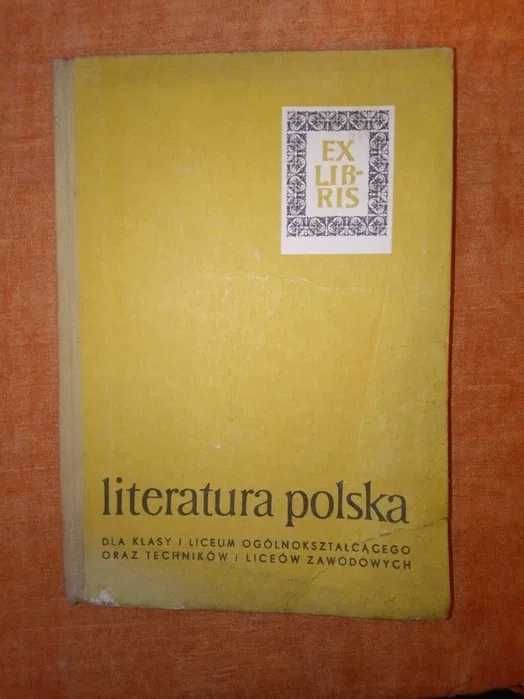 EX
LIB-
RIS
literatura polska
DLA KLASY I LICEUM OGÓLNOKSZTAŁCĄCEGO
ORAZ TECHNIKÓW I LICEÓW ZAWODOWYCH